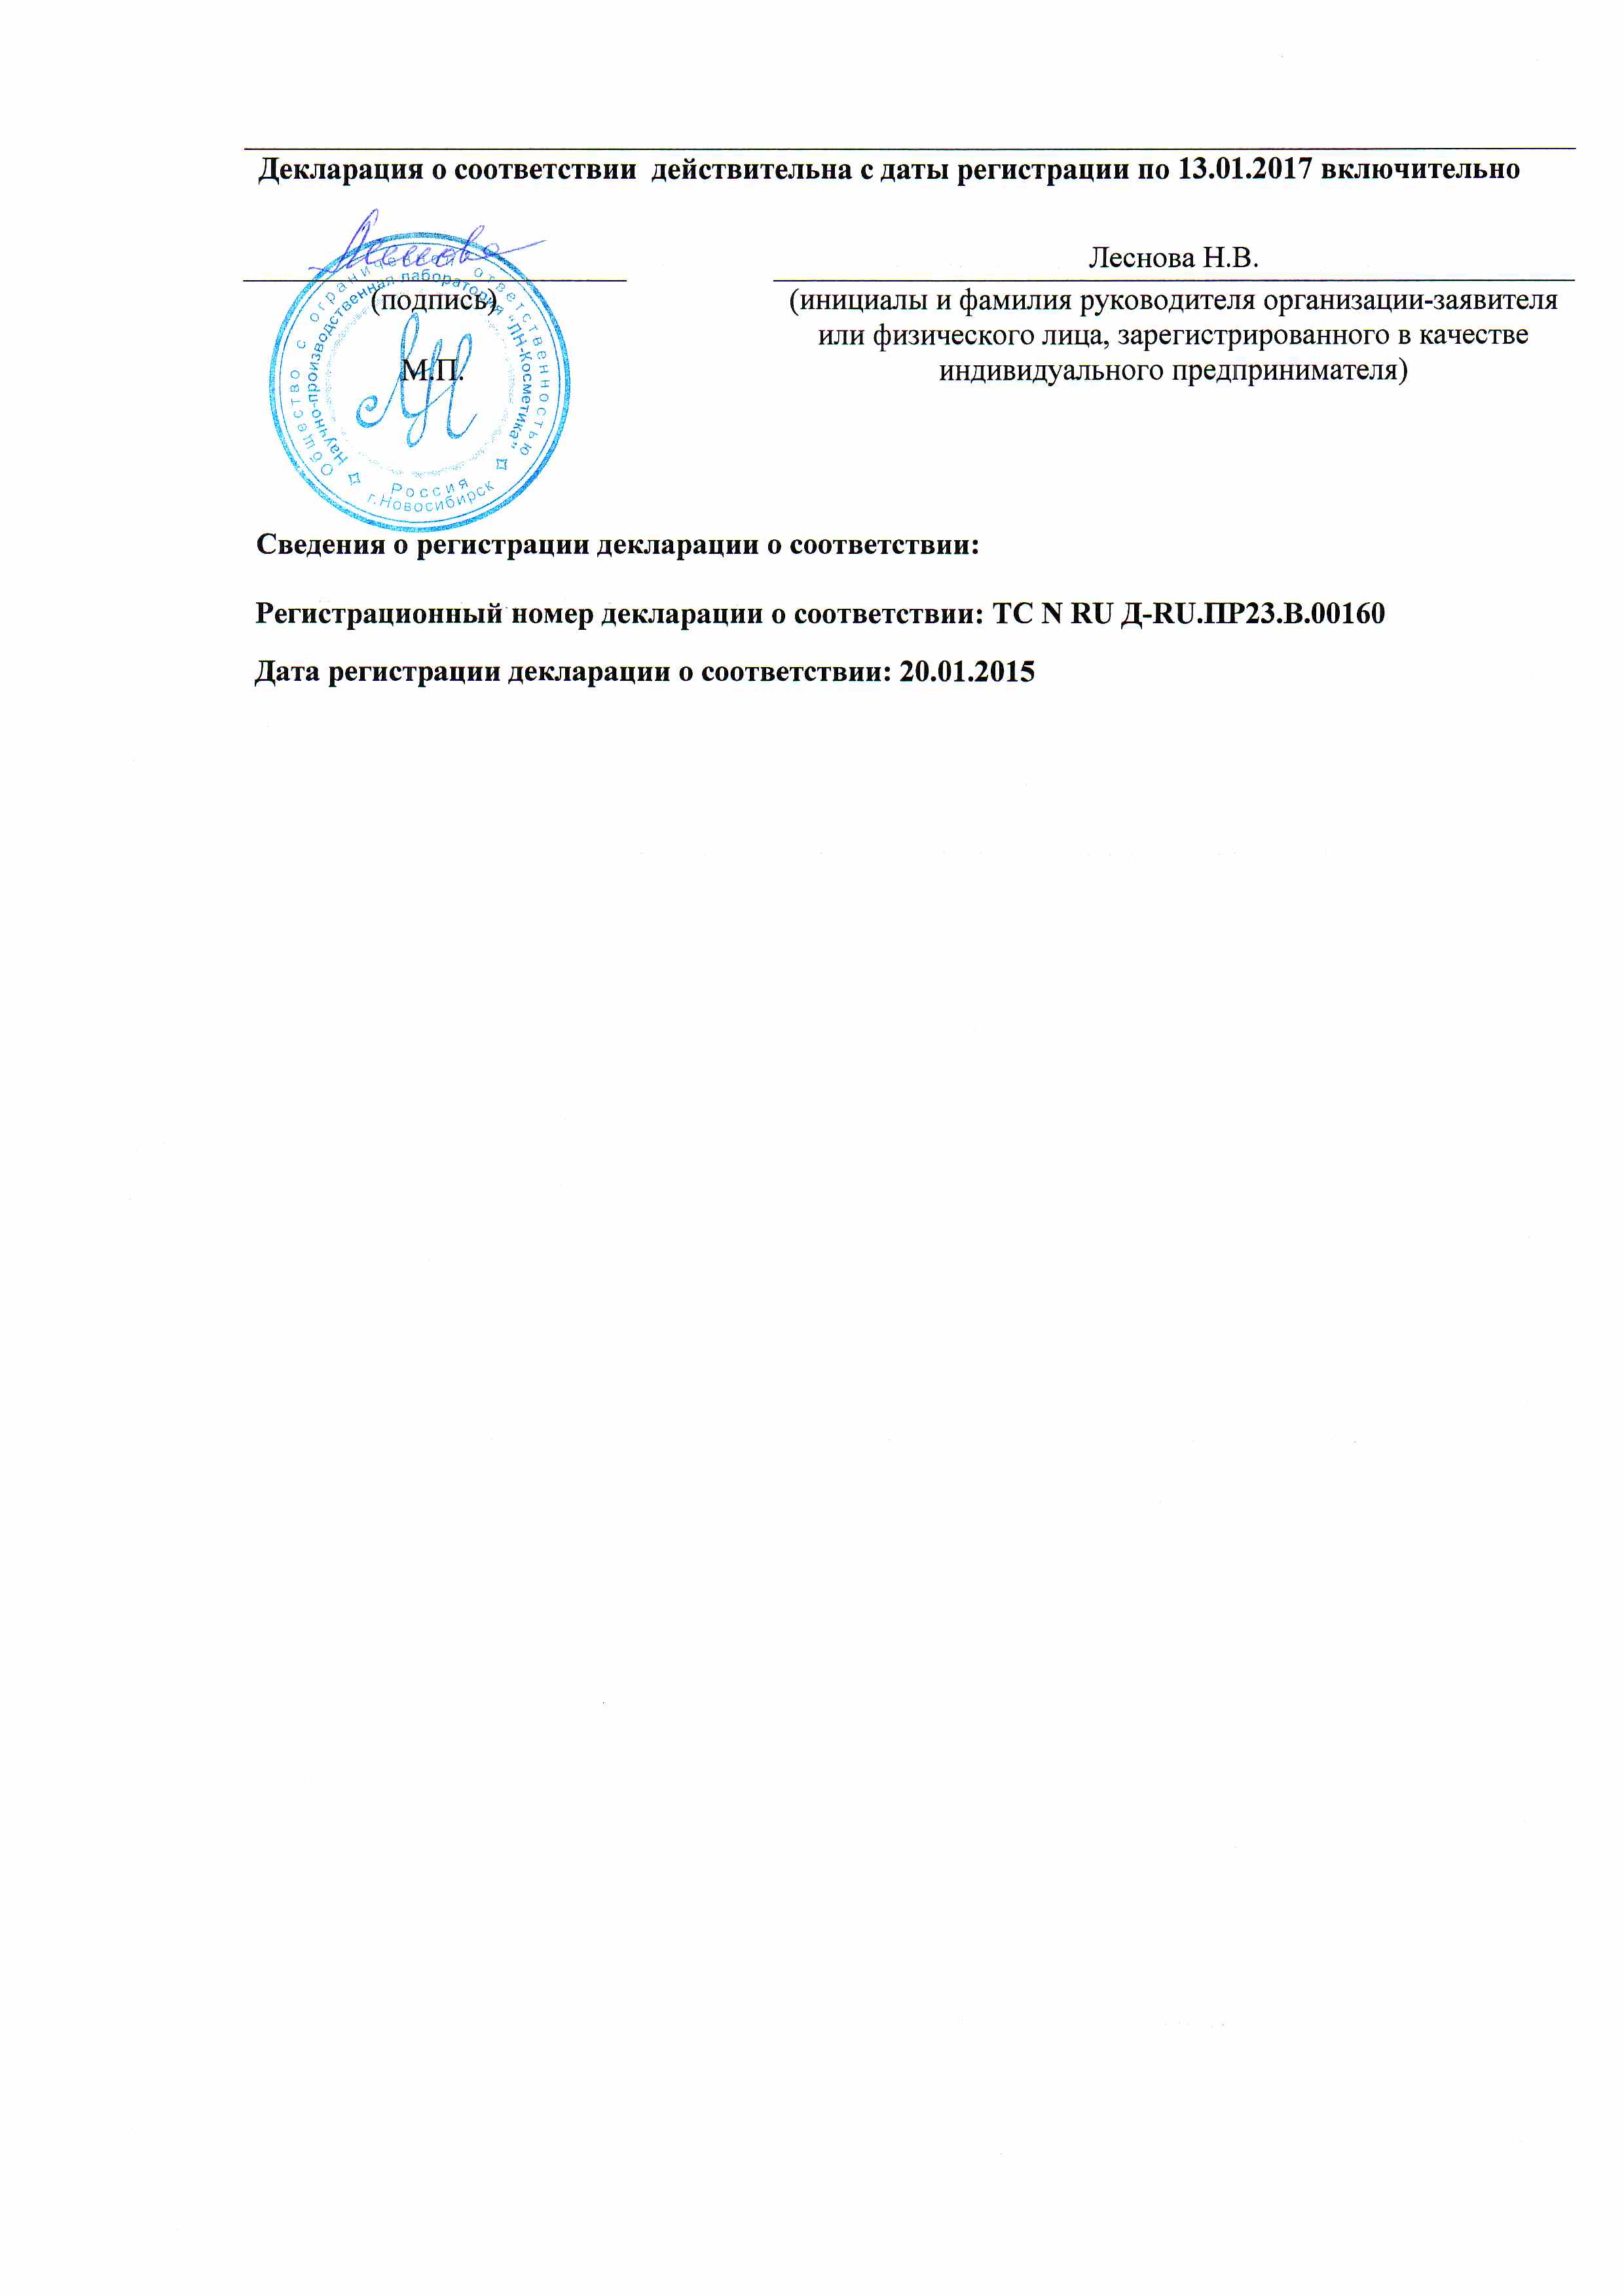 Декларация о соответствии действительна с даты регистрации по 13.01.2017 включительно
Леснова Н.В.
(подпись)
(инициалы и фамилия руководителя организации-заявителя
или физического лица, зарегистрированного в качестве
индивидуального предпринимателя)
М.П.
Общество с ограниченной ответственностью
Научно-производственная лаборатория "ЛН-Косметика"
Россия
г.Новосибирск
Сведения о регистрации декларации о соответствии:
Регистрационный номер декларации о соответствии: ТС N RU Д-RU.ПР23.В.00160
Дата регистрации декларации о соответствии: 20.01.2015